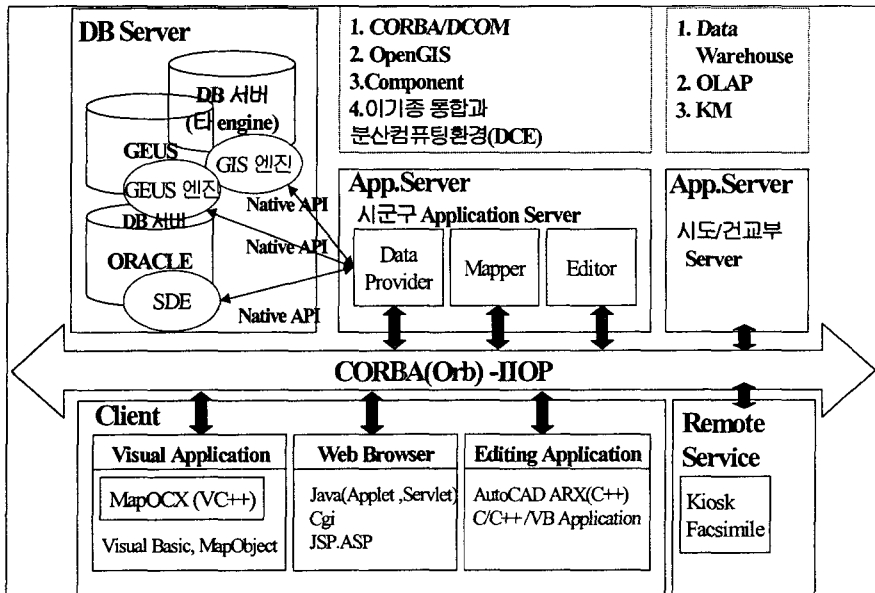 DB Server
DB 서버
(타 engine)
GEUS
GIS 엔진
GEUS 엔진
DB 서버
ORACLE
SDE
Native API
Native API
Native API
1. CORBA/DCOM
2. OpenGIS
3.Component
4.이기종 통합과
분산컴퓨팅환경(DCE)
1. Data
Warehouse
2. OLAP
3. KM
App.Server
시군구 Application Server
Data
Provider
Mapper
Editor
App.Server
시도/건교부
Server
CORBA(Orb) -IIOP
Client
Visual Application
MapOCX (VC++)
Visual Basic, MapObject
Web Browser
Java(Applet ,Servlet)
Cgi
JSP.ASP
Editing Application
AutoCAD ARX(C++)
C/C++/VB Application
Remote
Service
Kiosk
Facsimile